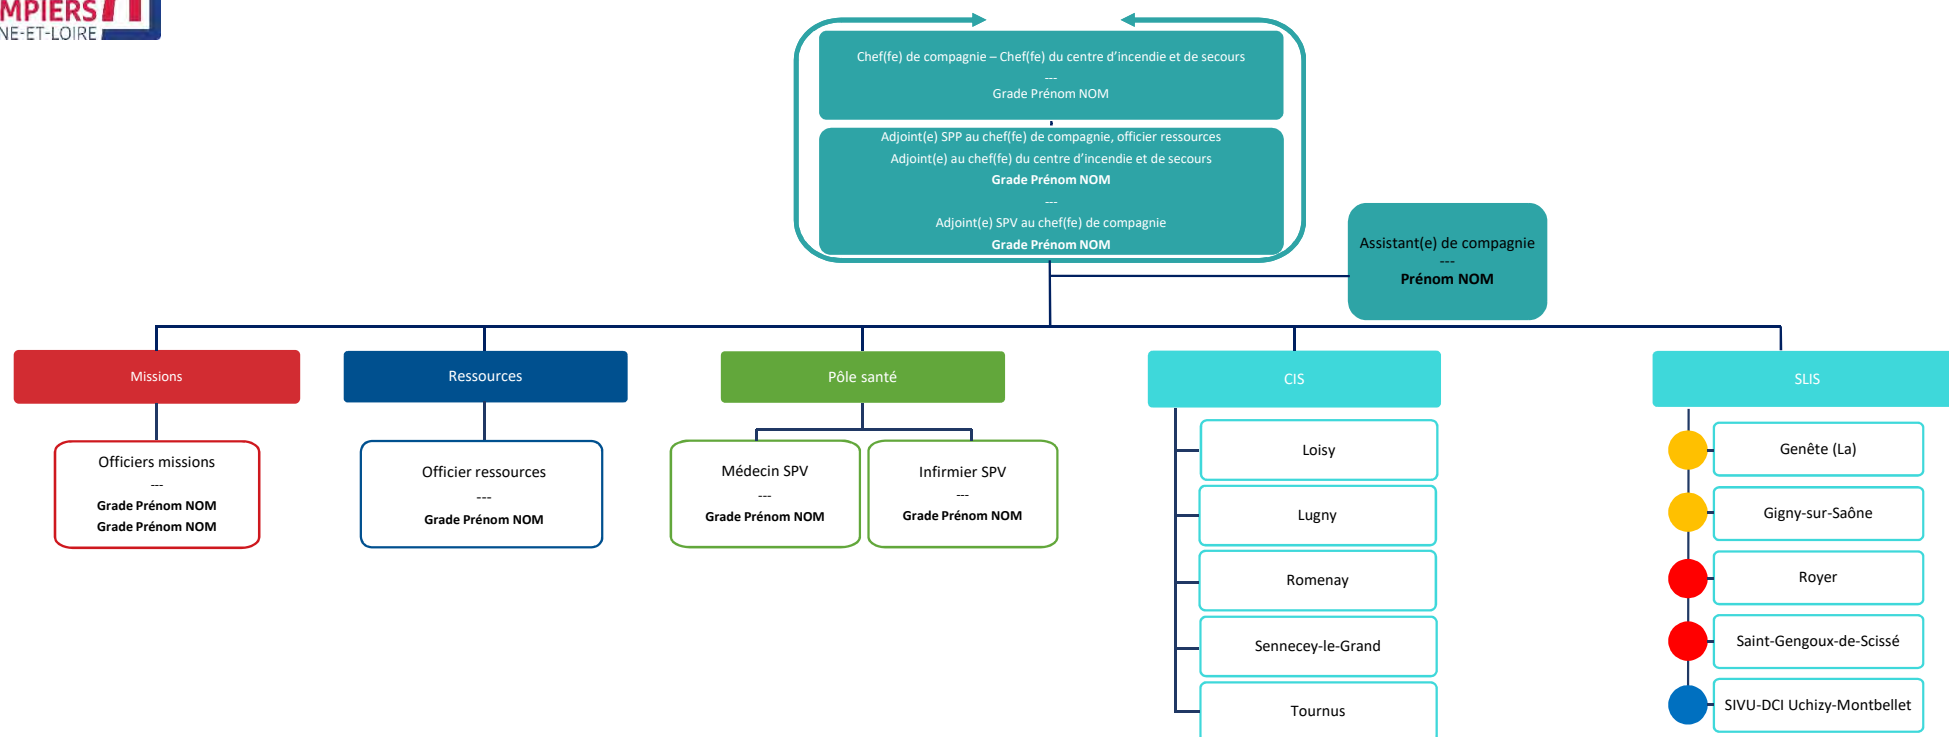 MPIERS 71
NE-ET-LOIRE
Chef(fe) de compagnie – Chef(fe) du centre d'incendie et de secours
---
Grade Prénom NOM
Adjoint(e) SPP au chef(fe) de compagnie, officier ressources
Adjoint(e) au chef(fe) du centre d'incendie et de secours
Grade Prénom NOM
---
Adjoint(e) SPV au chef(fe) de compagnie
Grade Prénom NOM
Assistant(e) de compagnie
---
Prénom NOM
Missions
Officiers missions
---
Grade Prénom NOM
Grade Prénom NOM
Ressources
Officier ressources
---
Grade Prénom NOM
Pôle santé
Médecin SPV
---
Grade Prénom NOM
Infirmier SPV
---
Grade Prénom NOM
CIS
Loisy
Lugny
Romenay
Sennecey-le-Grand
Tournus
SLIS
Genête (La)
Gigny-sur-Saône
Royer
Saint-Gengoux-de-Scissé
SIVU-DCI Uchizy-Montbellet